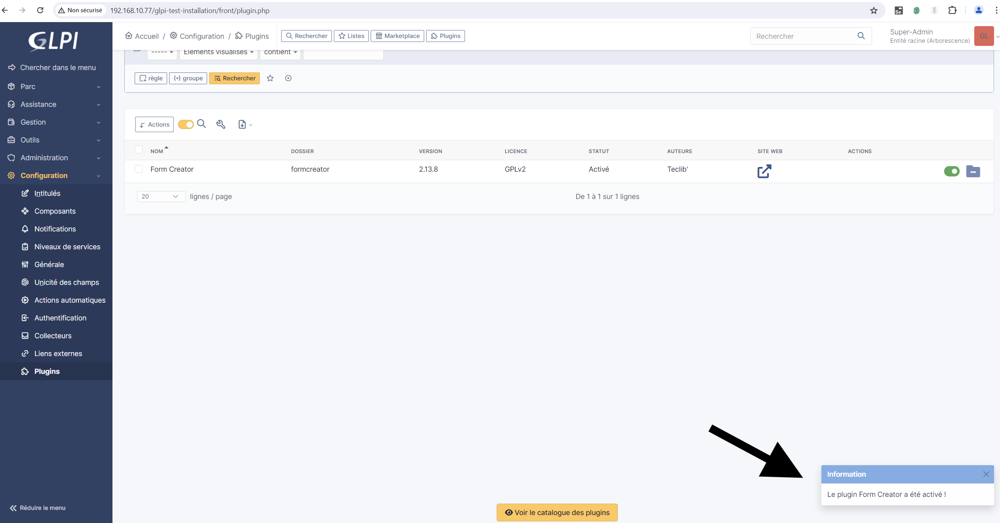 Non sécurisé 192.168.10.77/glpi-test-installation/front/plugin.php
Se
GLPI
Accueil / Configuration / Plugins
Rechercher
Listes
Marketplace
Plugins
Rechercher
Super-Admin
Entité racine (Arborescence)
GL
Chercher dans le menu
Parc
Assistance
Gestion
Outils
Administration
Configuration
Intitulés
Composants
Notifications
Niveaux de services
Générale
Unicité des champs
Actions automatiques
Authentification
Collecteurs
Liens externes
Plugins
Réduire le menu
----- Eléments visualisés contient
règle
(+) groupe
Rechercher
Actions
NOM DOSSIER VERSION LICENCE STATUT AUTEURS SITE WEB ACTIONS
Form Creator formcreator 2.13.8 GPLv2 Activé Teclib'
20 lignes / page De 1 à 1 sur 1 lignes
Information
Le plugin Form Creator a été activé !
Voir le catalogue des plugins